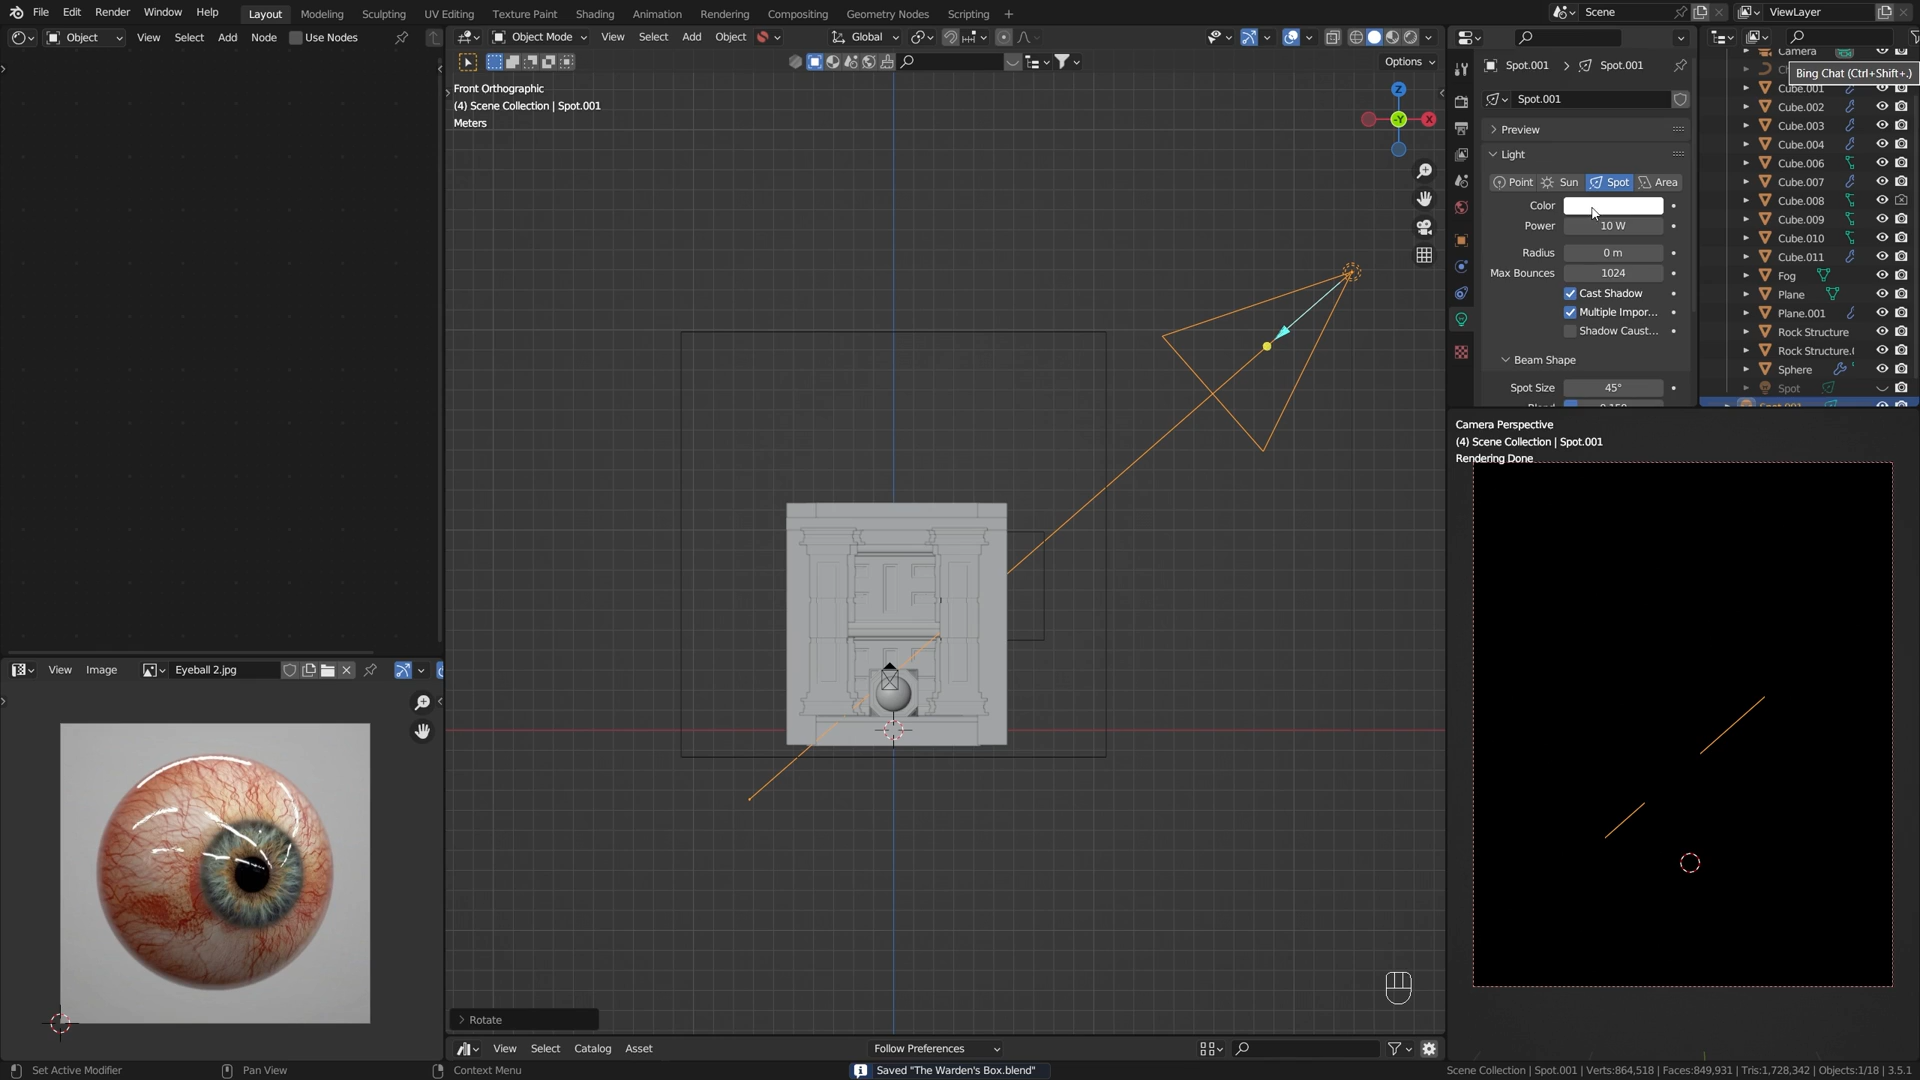 File Edit Render Window Help Layout Modeling Sculpting UV Editing Texture Paint Shading Animation Rendering Compositing Geometry Nodes Scripting + Scene ViewLayer
Object View Select Add Node Use Nodes
Object Mode View Select Add Object Global
Options
Front Orthographic
(4) Scene Collection | Spot.001
Meters
Z
-Y X
Rotate
View Select Catalog Asset Follow Preferences
View Image Eyeball 2.jpg
Spot.001 > Spot.001
Spot.001
Preview
Light
Point Sun Spot Area
Color
Power 10 W
Radius 0 m
Max Bounces 1024
Cast Shadow
Multiple Impor...
Shadow Caust...
Beam Shape
Spot Size 45°
Camera
Bing Chat (Ctrl+Shift+.)
Cube.001
Cube.002
Cube.003
Cube.004
Cube.006
Cube.007
Cube.008
Cube.009
Cube.010
Cube.011
Fog
Plane
Plane.001
Rock Structure
Rock Structure.(
Sphere
Spot
Camera Perspective
(4) Scene Collection | Spot.001
Rendering Done
Set Active Modifier Pan View Context Menu Saved "The Warden's Box.blend" Scene Collection | Spot.001 | Verts:864,518 | Faces:849,931 | Tris:1,728,342 | Objects:1/18 | 3.5.1